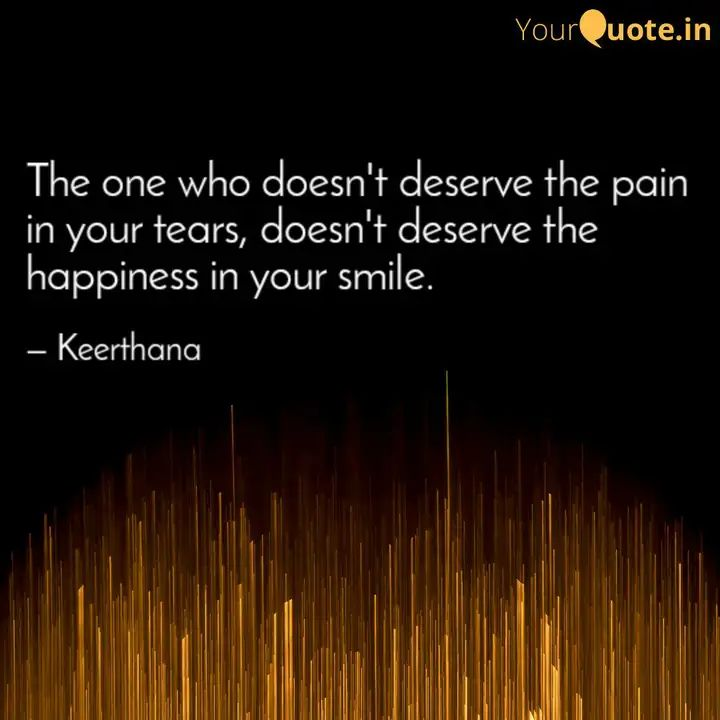 YourQuote.in
The one who doesn't deserve the pain
in your tears, doesn't deserve the
happiness in your smile.
– Keerthana